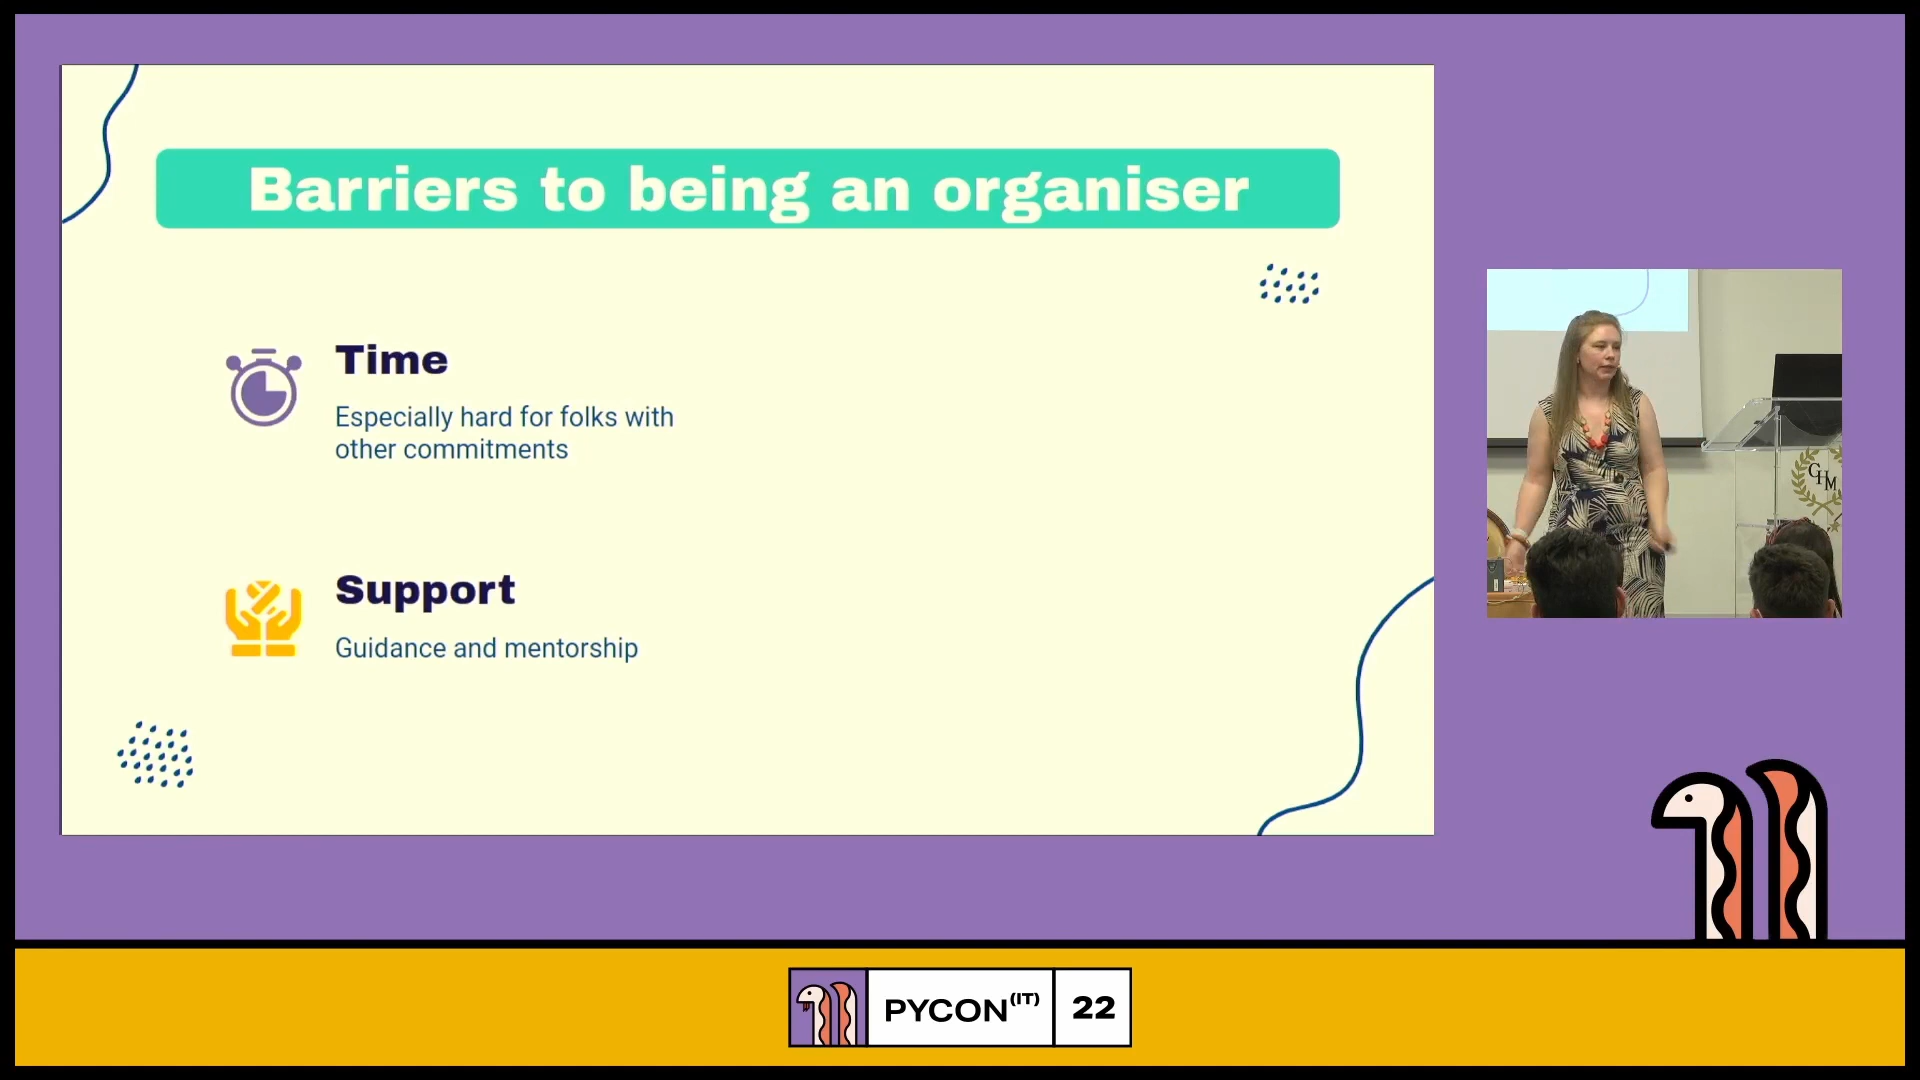 Barriers to being an organiser
Time
Especially hard for folks with
other commitments
Support
Guidance and mentorship
GHM
PYCON(IT) 22